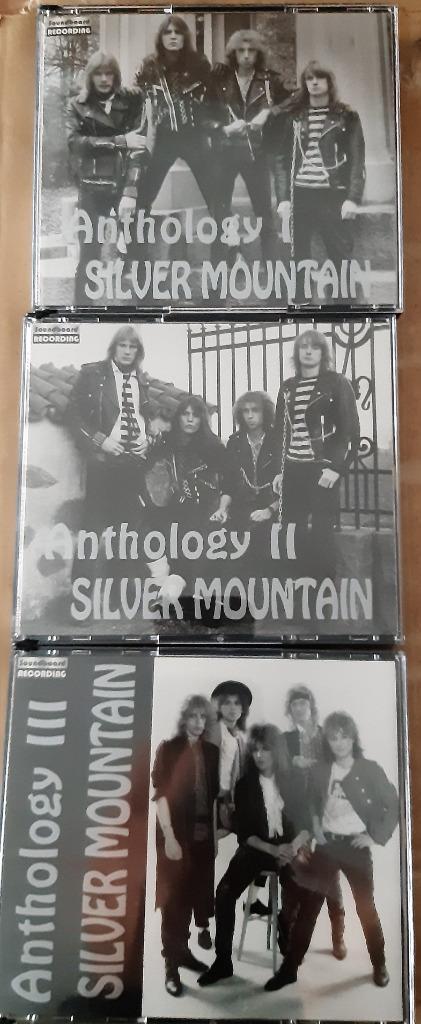 Soundboard
RECORDING
Anthology I
SILVER MOUNTAIN
Soundboard
RECORDING
Anthology II
SILVER MOUNTAIN
Soundboard
RECORDING
Anthology III
SILVER MOUNTAIN